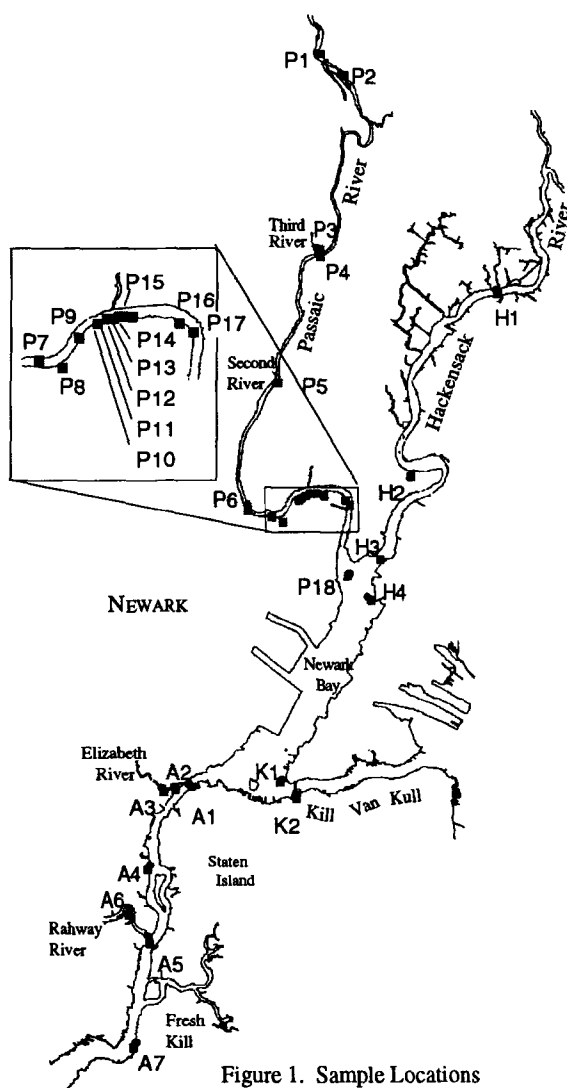 P1
P2
River
Third
River
P3
P4
Passaic
Second
River
P5
River
H1
Hackensack
P15
P16
P9
P17
P7
P14
P8
P13
P12
P11
P10
P6
H2
H3
P18
H4
NEWARK
Newark
Bay
Elizabeth
River
A2
K1
A3
A1
K2
Kill Van Kull
A4
Staten
Island
A6
Rahway
River
A5
Fresh
Kill
A7
Figure 1. Sample Locations